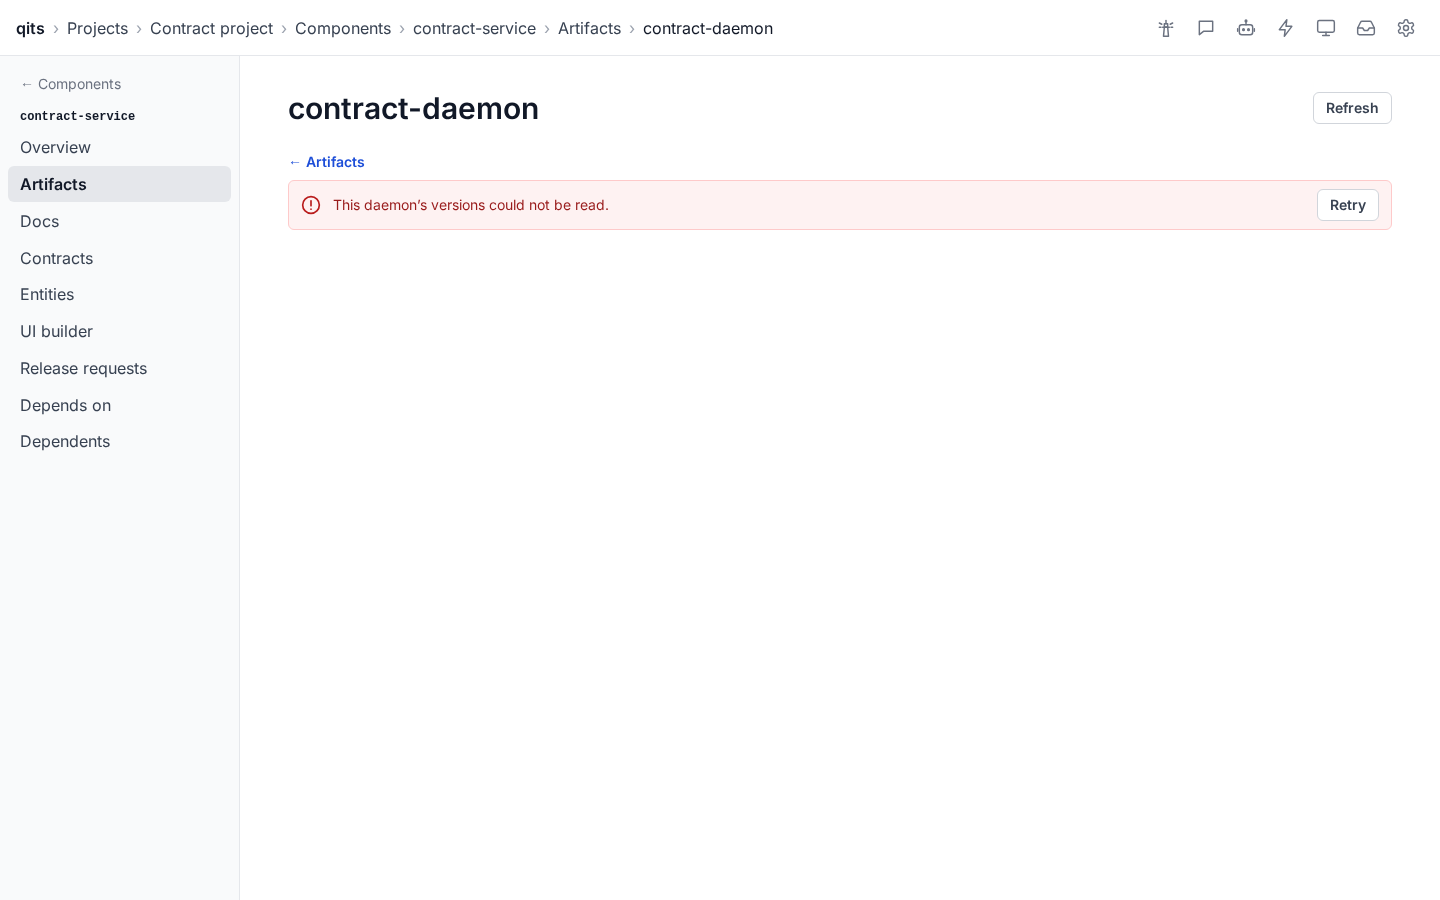 qits › Projects › Contract project › Components › contract-service › Artifacts › contract-daemon
← Components
contract-service
Overview
Artifacts
Docs
Contracts
Entities
UI builder
Release requests
Depends on
Dependents
contract-daemon
Refresh
← Artifacts
This daemon’s versions could not be read.
Retry